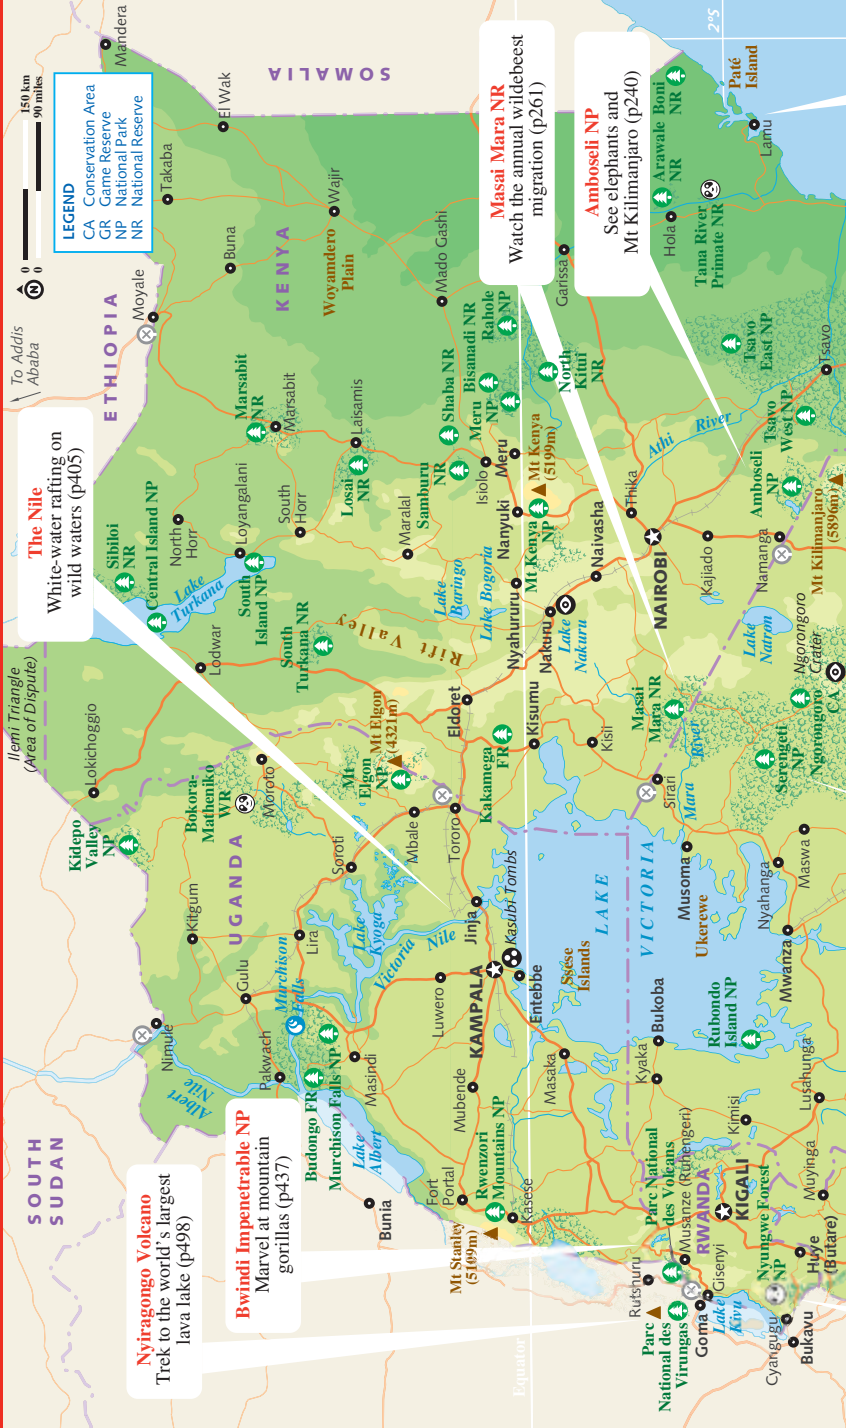 The Nile
White-water rafting on
wild waters (p405)
Masai Mara NR
Watch the annual wildebeest
migration (p261)
Amboseli NP
See elephants and
Mt Kilimanjaro (p240)
Nyiragongo Volcano
Trek to the world's largest
lava lake (p498)
Bwindi Impenetrable NP
Marvel at mountain
gorillas (p437)
N
0
150 km
0
90 miles
LEGEND
CA Conservation Area
GR Game Reserve
NP National Park
NR National Reserve
SOUTH
SUDAN
ETHIOPIA
SOMALIA
KENYA
UGANDA
RWANDA
To Addis
Ababa
Ilemi Triangle
(Area of Dispute)
Mandera
El Wak
Takaba
Moyale
Buna
Wajir
Woyamdero
Plain
Marsabit
NR
Marsabit
Mado Gashi
Laisamis
Losai
NR
Sibiloi
NR
Central Island NP
North
Horr
Lake
Turkana
Loyangalani
South
Island NP
South
Horr
Lokichoggio
Lodwar
South
Turkana NR
Kidepo
Valley
NP
Bokora-
Matheniko
WR
Moroto
Maralal
Samburu
NR
Shaba NR
Isiolo
Meru
NP
Bisanadi NR
Rahole
NP
Meru
North
Kitui
NR
Garissa
Mt Kenya
(5199m)
Mt Kenya
NP
Nanyuki
Nyahururu
Lake
Baringo
Lake Bogoria
Rift Valley
Nakuru
Lake
Nakuru
Naivasha
Thika
NAIROBI
Athi River
Kajiado
Namanga
Amboseli
NP
Tsavo
West NP
Tsavo
East NP
Tsavo
Mt Kilimanjaro
(5896m)
Hola
Tana River
Primate NR
Arawale
NR
Boni
NR
Paté
Island
Lamu
2°S
Mt
Elgon
NP
Mt Elgon
(4321m)
Eldoret
Kakamega
FR
Kisumu
Kisii
Masai
Mara NR
Mara River
Sirari
Lake
Natron
Ngorongoro
Crater
Ngorongoro
CA
Serengeti
NP
Kitgum
Gulu
Lira
Soroti
Mbale
Tororo
Nimule
Albert
Nile
Pakwach
Murchison
Falls
Murchison Falls NP
Budongo FR
Masindi
Lake
Albert
Lake
Kyoga
Victoria Nile
Jinja
Kasubi Tombs
KAMPALA
Entebbe
Luwero
Mubende
Masaka
Ssese
Islands
LAKE
VICTORIA
Musoma
Ukerewe
Nyahanga
Maswa
Mwanza
Bukoba
Kyaka
Rubondo
Island NP
Kimisi
Lusahunga
Muyinga
Bunia
Fort
Portal
Rwenzori
Mountains NP
Mt Stanley
(5109m)
Kasese
Equator
Rutshuru
Parc National
des Volcans
Musanze (Ruhengeri)
Parc
National des
Virungas
Goma
Gisenyi
Lake
Kivu
KIGALI
Nyungwe Forest
NP
Huye
(Butare)
Cyangugu
Bukavu